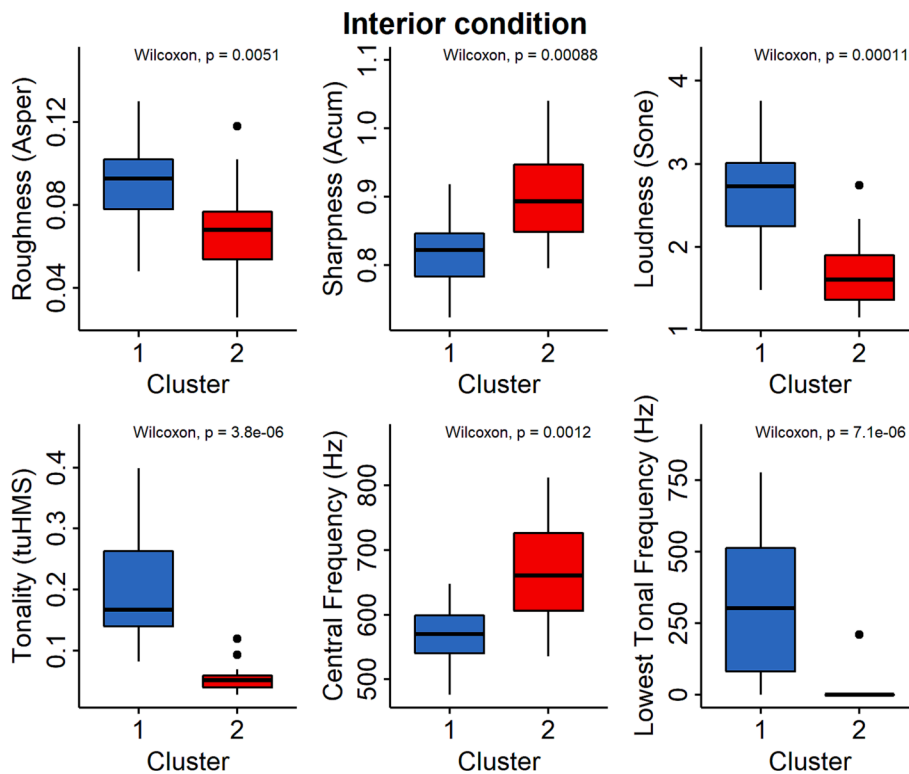 Interior condition
Wilcoxon, p = 0.0051
Roughness (Asper)
0.12
0.08
0.04
1 2
Cluster
Wilcoxon, p = 0.00088
Sharpness (Acum)
1.1
1.0
0.9
0.8
1 2
Cluster
Wilcoxon, p = 0.00011
Loudness (Sone)
4
3
2
1
1 2
Cluster
Wilcoxon, p = 3.8e-06
Tonality (tuHMS)
0.4
0.3
0.2
0.1
1 2
Cluster
Wilcoxon, p = 0.0012
Central Frequency (Hz)
800
700
600
500
1 2
Cluster
Wilcoxon, p = 7.1e-06
Lowest Tonal Frequency (Hz)
750
500
250
0
1 2
Cluster